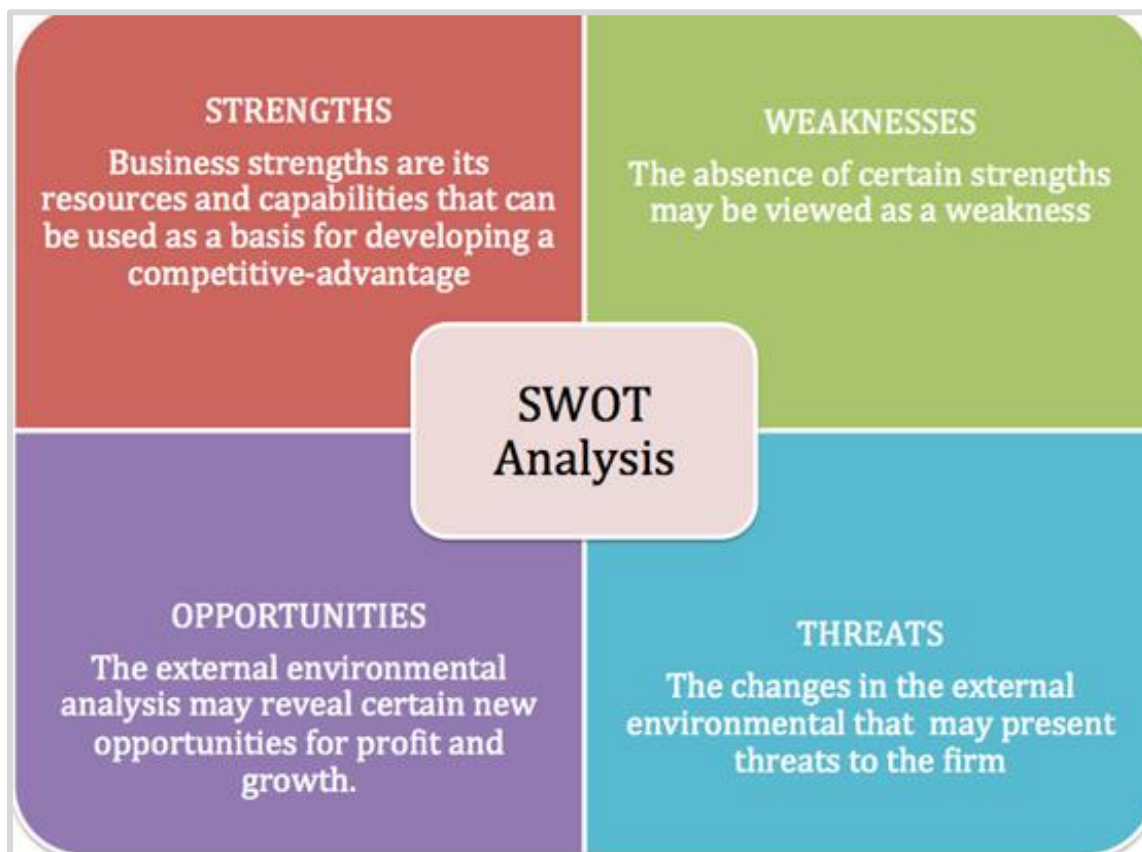 STRENGTHS
Business strengths are its
resources and capabilities that can
be used as a basis for developing a
competitive-advantage
WEAKNESSES
The absence of certain strengths
may be viewed as a weakness
SWOT
Analysis
OPPORTUNITIES
The external environmental
analysis may reveal certain new
opportunities for profit and
growth.
THREATS
The changes in the external
environmental that may present
threats to the firm